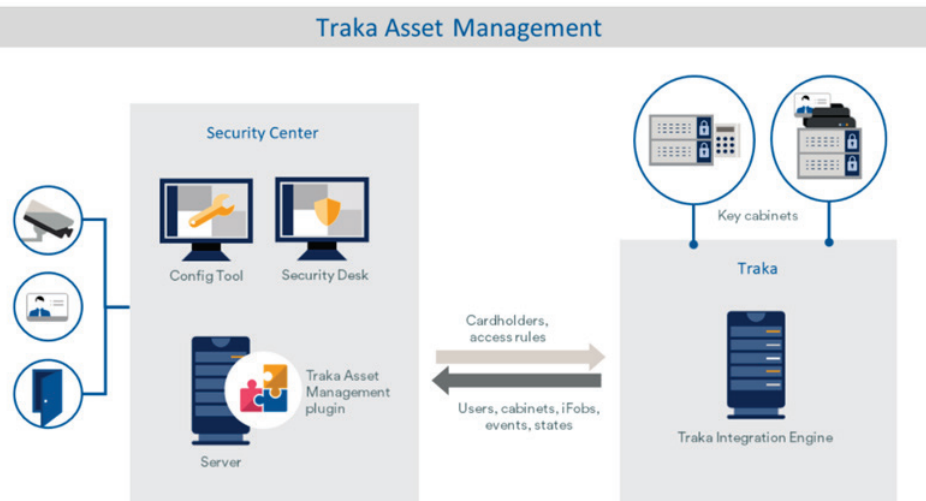 Traka Asset Management
Security Center
Config Tool
Security Desk
Traka Asset
Management
plugin
Server
Cardholders,
access rules
Users, cabinets, iFobs,
events, states
Key cabinets
Traka
Traka Integration Engine